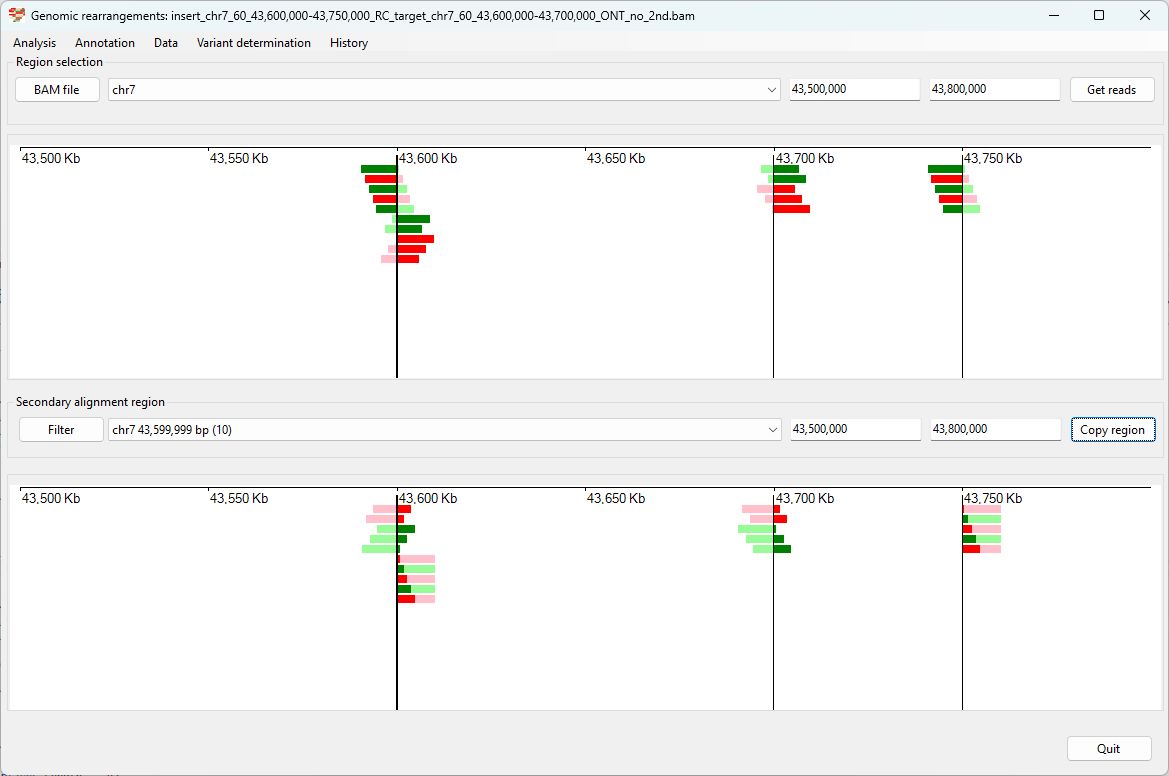 Genomic rearrangements: insert_chr7_60_43,600,000-43,750,000_RC_target_chr7_60_43,600,000-43,700,000_ONT_no_2nd.bam
Analysis Annotation Data Variant determination History
Region selection
BAM file chr7 43,500,000 43,800,000 Get reads
43,500 Kb 43,550 Kb 43,600 Kb 43,650 Kb 43,700 Kb 43,750 Kb
Secondary alignment region
Filter chr7 43,599,999 bp (10) 43,500,000 43,800,000 Copy region
43,500 Kb 43,550 Kb 43,600 Kb 43,650 Kb 43,700 Kb 43,750 Kb
Quit